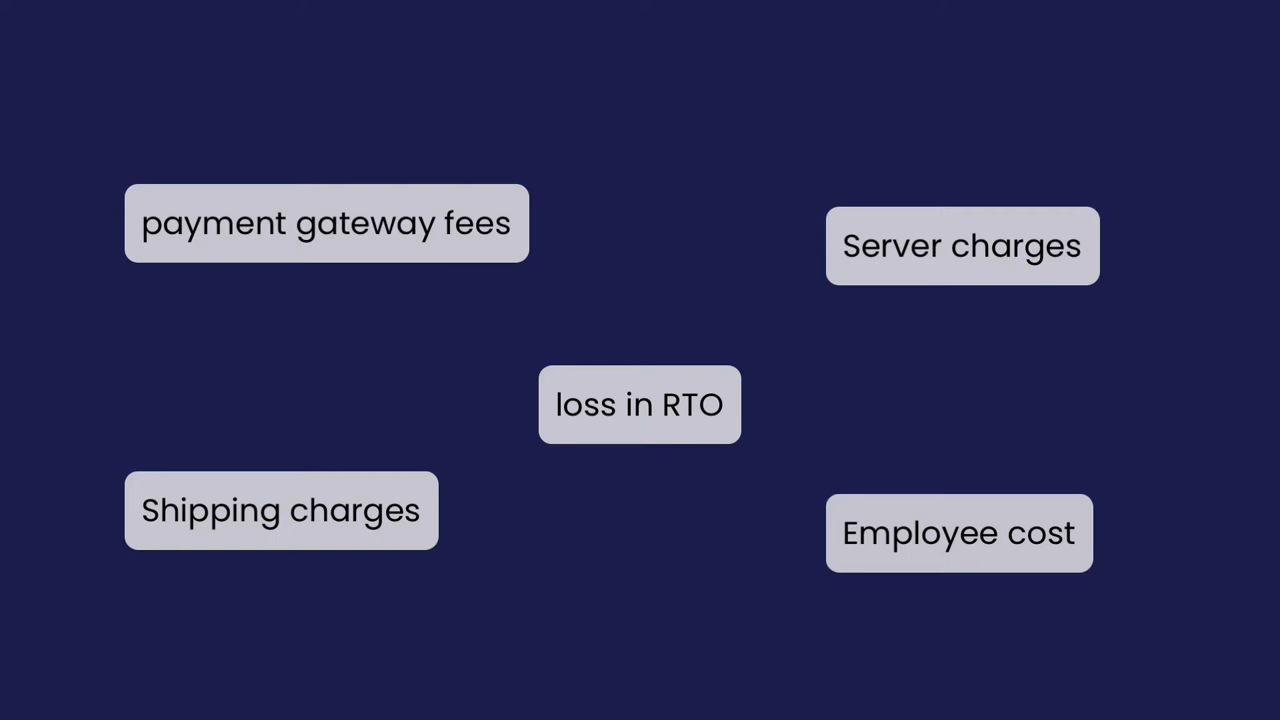 payment gateway fees
Server charges
loss in RTO
Shipping charges
Employee cost